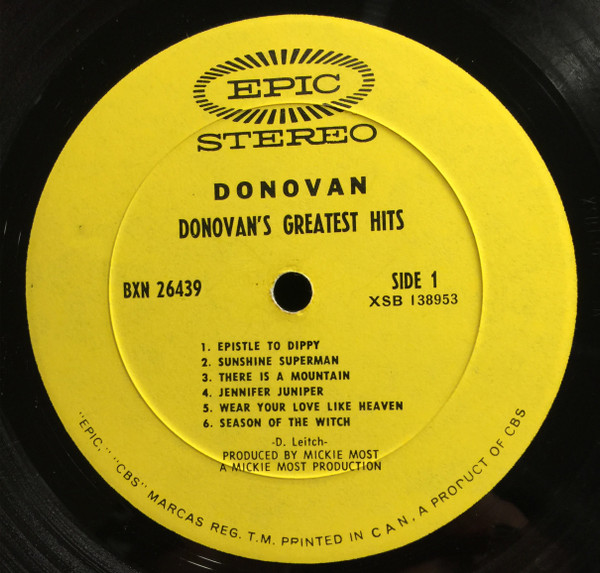 EPIC
STEREO
DONOVAN
DONOVAN'S GREATEST HITS
BXN 26439
SIDE 1
XSB 138953
1. EPISTLE TO DIPPY
2. SUNSHINE SUPERMAN
3. THERE IS A MOUNTAIN
4. JENNIFER JUNIPER
5. WEAR YOUR LOVE LIKE HEAVEN
6. SEASON OF THE WITCH
-D. Leitch-
PRODUCED BY MICKIE MOST
A MICKIE MOST PRODUCTION
"EPIC," "CBS" MARCAS REG. T.M. PRINTED IN CAN, A PRODUCT OF CBS